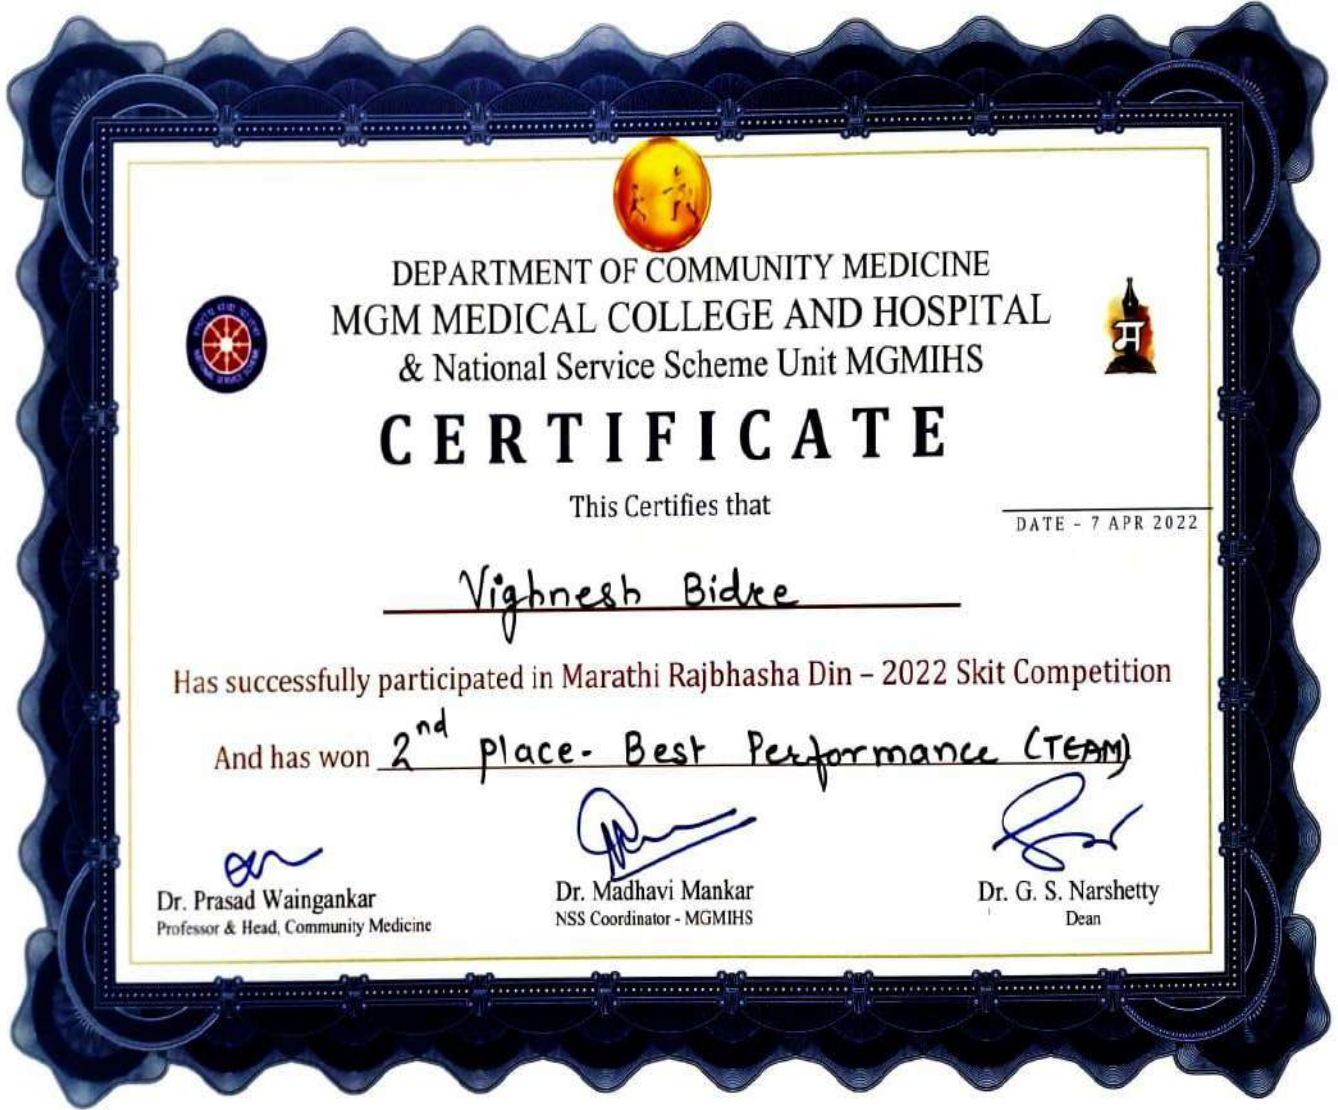 DEPARTMENT OF COMMUNITY MEDICINE
MGM MEDICAL COLLEGE AND HOSPITAL
& National Service Scheme Unit MGMIHS
म
CERTIFICATE
This Certifies that
DATE - 7 APR 2022
Vighnesh Bidre
Has successfully participated in Marathi Rajbhasha Din – 2022 Skit Competition
And has won 2nd place- Best Performance (TEAM)
Dr. Prasad Waingankar
Professor & Head, Community Medicine
Dr. Madhavi Mankar
NSS Coordinator - MGMIHS
Dr. G. S. Narshetty
Dean